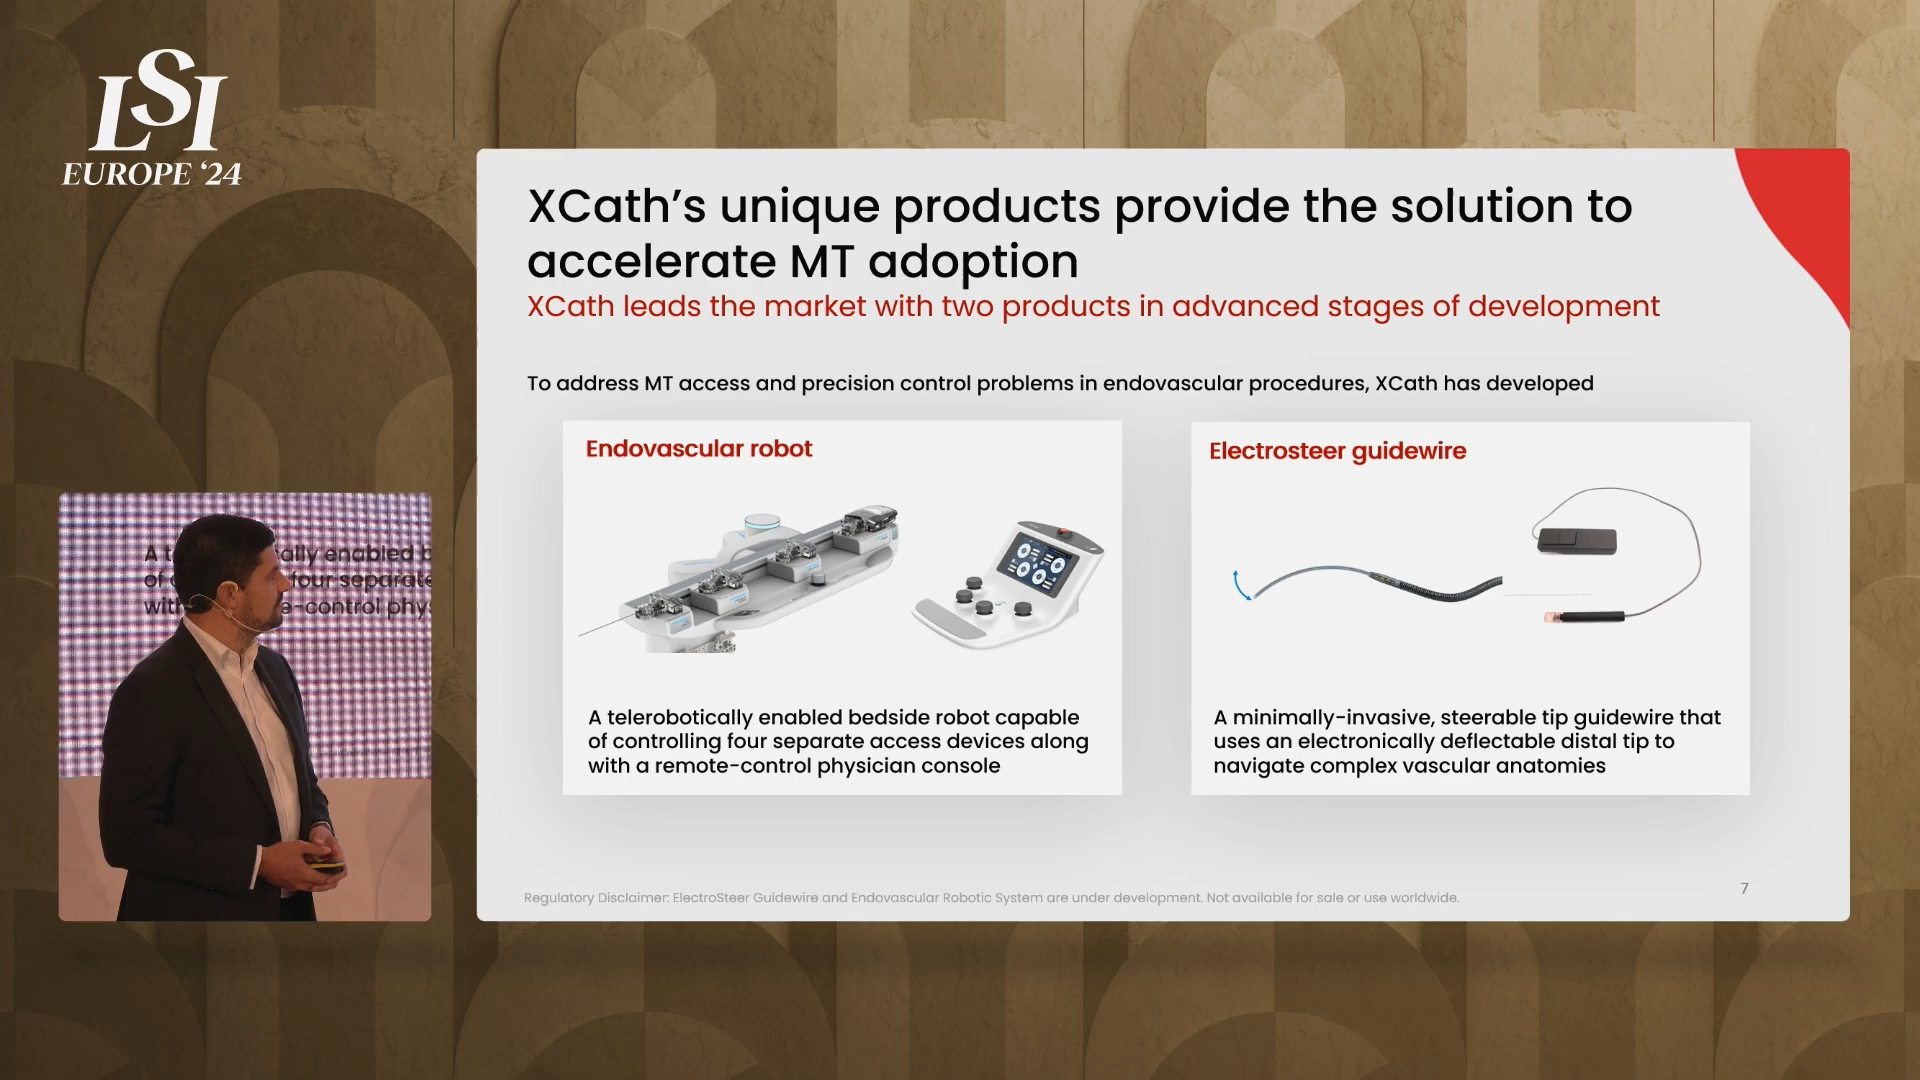 LSI
EUROPE ‘24
XCath’s unique products provide the solution to
accelerate MT adoption
XCath leads the market with two products in advanced stages of development
To address MT access and precision control problems in endovascular procedures, XCath has developed
Endovascular robot
A telerobotically enabled bedside robot capable
of controlling four separate access devices along
with a remote-control physician console
Electrosteer guidewire
A minimally-invasive, steerable tip guidewire that
uses an electronically deflectable distal tip to
navigate complex vascular anatomies
Regulatory Disclaimer: ElectroSteer Guidewire and Endovascular Robotic System are under development. Not available for sale or use worldwide.
7
A
enabled
of four separate